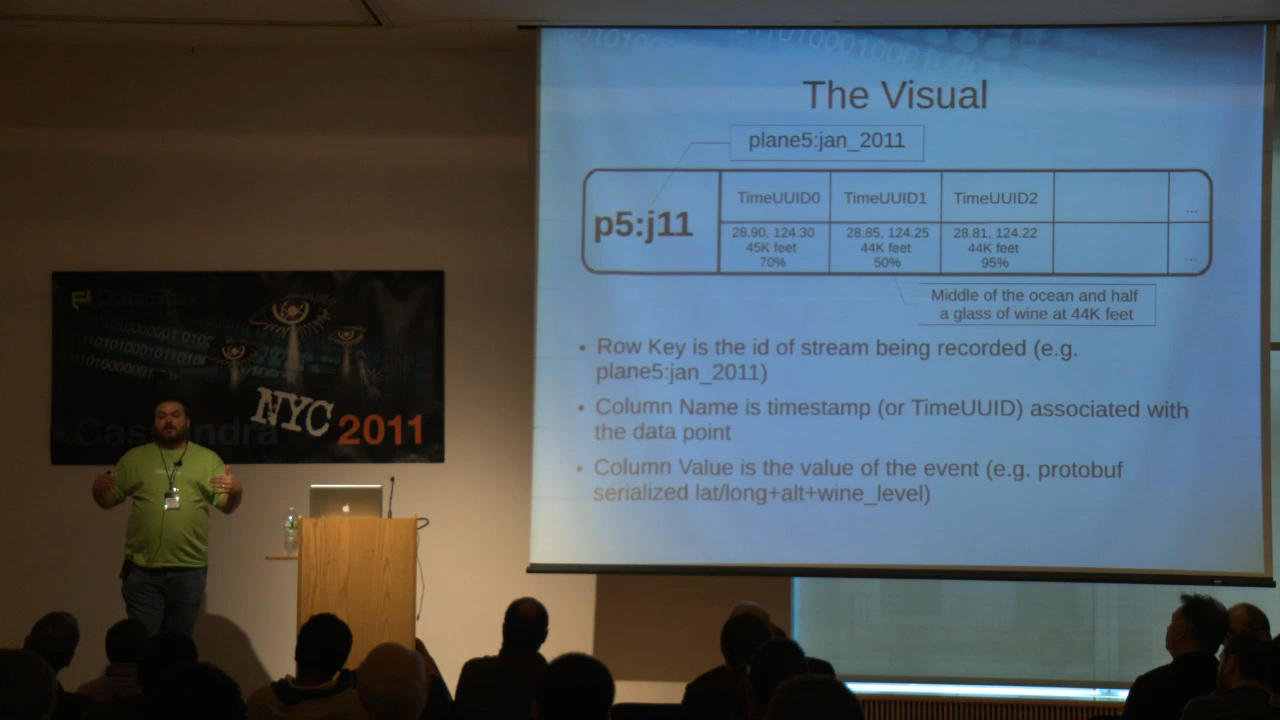 The Visual
plane5:jan_2011
p5:j11
TimeUUID0
TimeUUID1
TimeUUID2
...
28.90, 124.30
45K feet
70%
28.85, 124.25
44K feet
50%
28.81, 124.22
44K feet
95%
...
Middle of the ocean and half
a glass of wine at 44K feet
• Row Key is the id of stream being recorded (e.g.
plane5:jan_2011)
• Column Name is timestamp (or TimeUUID) associated with
the data point
• Column Value is the value of the event (e.g. protobuf
serialized lat/long+alt+wine_level)
DataStax
NYC
2011